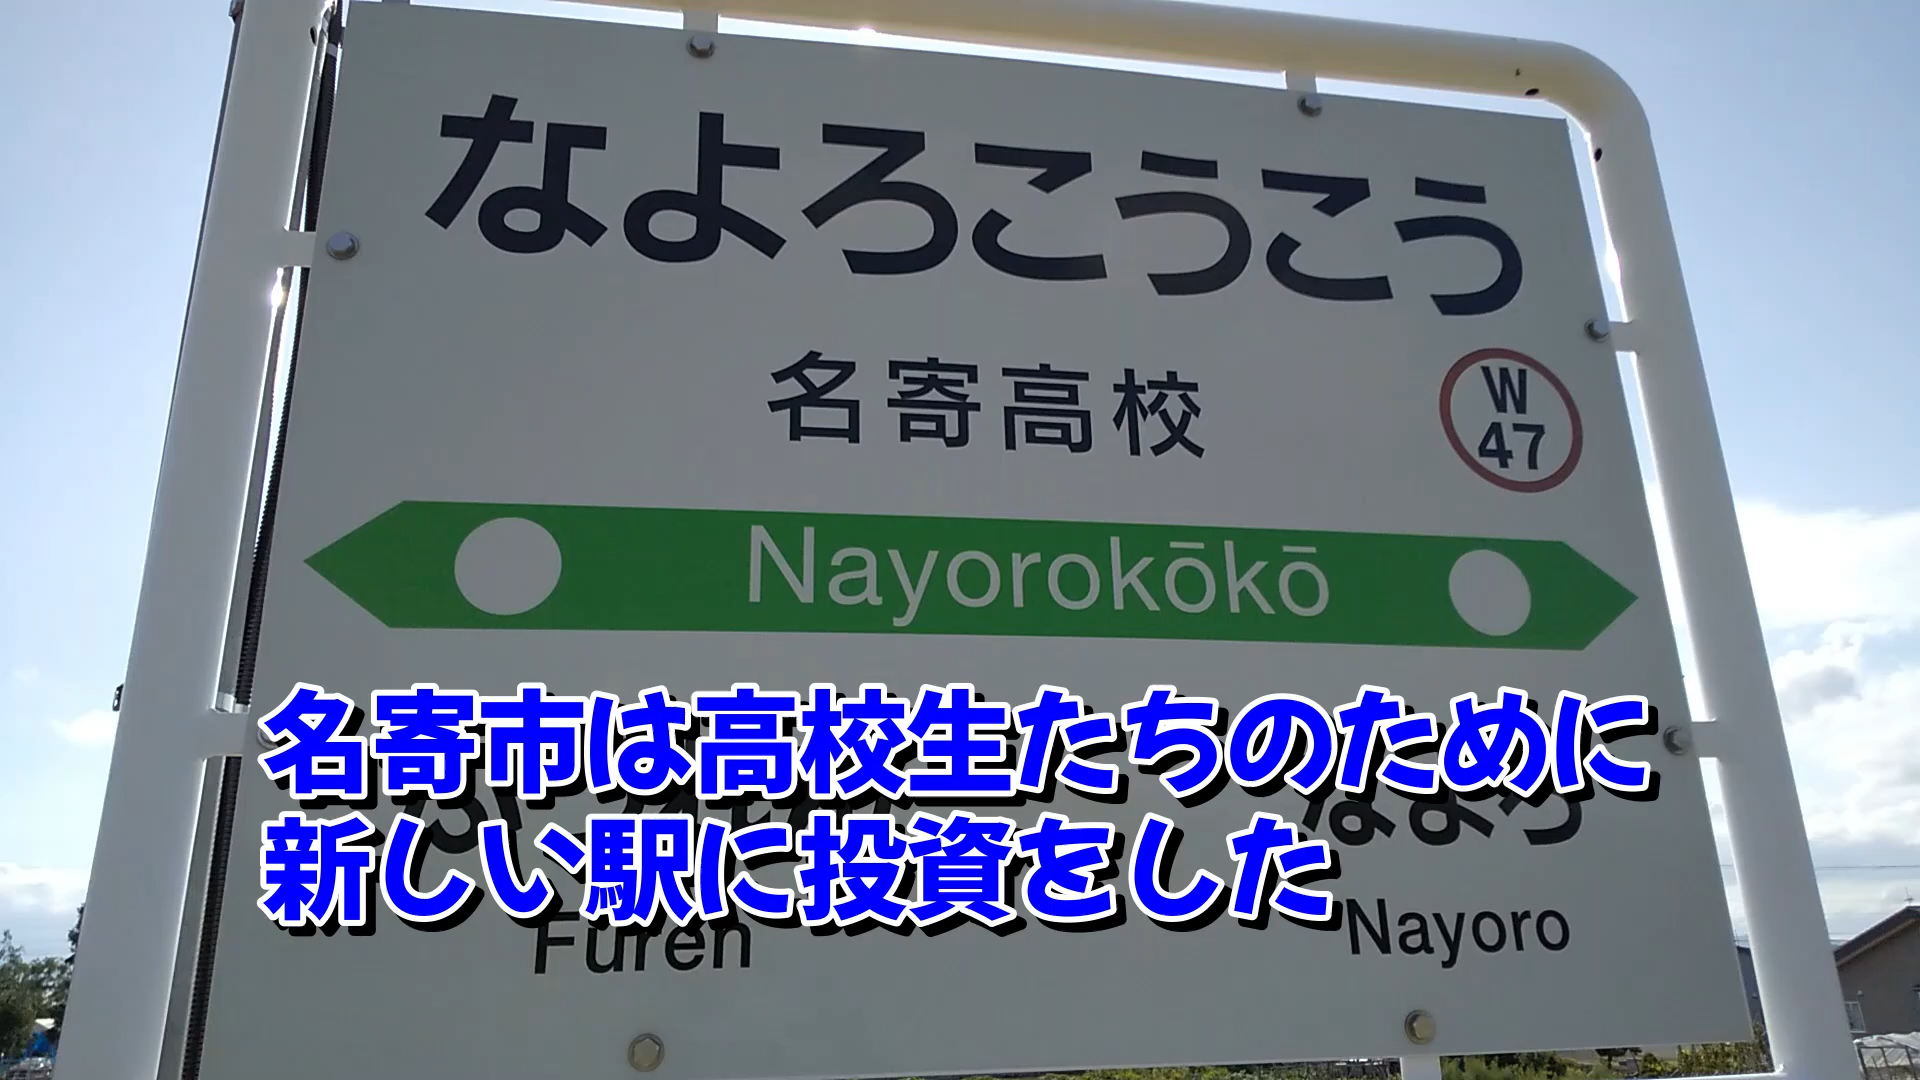 なよろこうこう
名寄高校
W
47
Nayorokōkō
名寄市は高校生たちのために
新しい駅に投資をした
なよろ
Furen
Nayoro